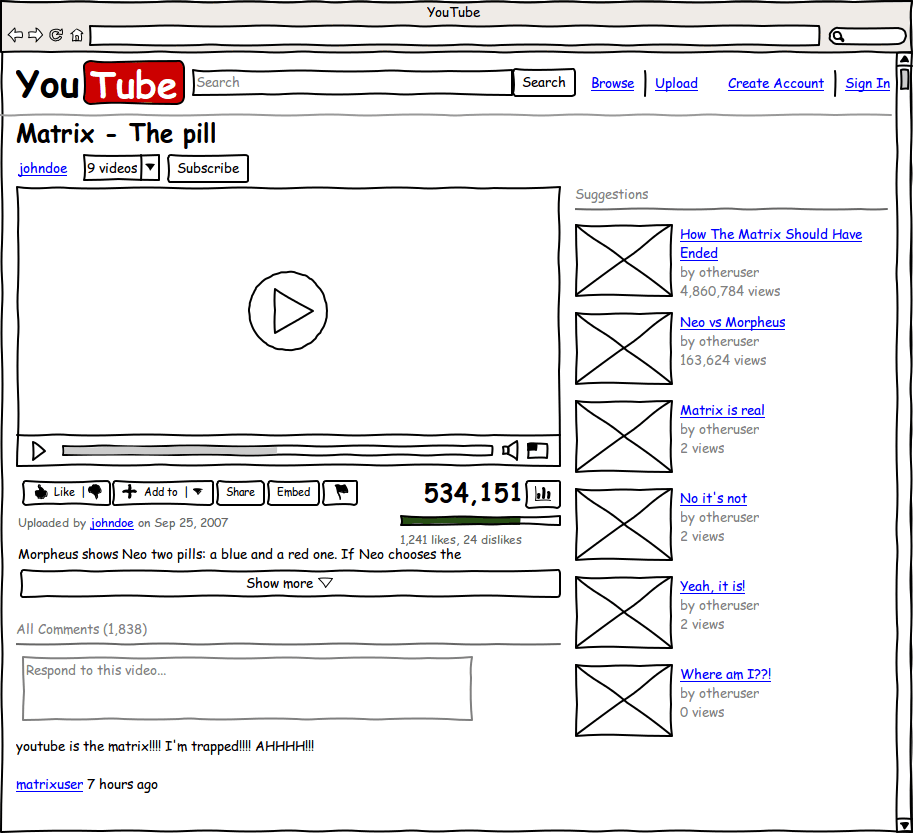 YouTube
You Tube
Search
Search
Browse
Upload
Create Account
Sign In
Matrix - The pill
johndoe
9 videos
Subscribe
Suggestions
How The Matrix Should Have
Ended
by otheruser
4,860,784 views
Neo vs Morpheus
by otheruser
163,624 views
Matrix is real
by otheruser
2 views
No it's not
by otheruser
2 views
Yeah, it is!
by otheruser
2 views
Where am I??!
by otheruser
0 views
Like
Add to
Share
Embed
534,151
Uploaded by johndoe on Sep 25, 2007
1,241 likes, 24 dislikes
Morpheus shows Neo two pills: a blue and a red one. If Neo chooses the
Show more
All Comments (1,838)
Respond to this video...
youtube is the matrix!!!! I'm trapped!!!! AHHHH!!!
matrixuser 7 hours ago